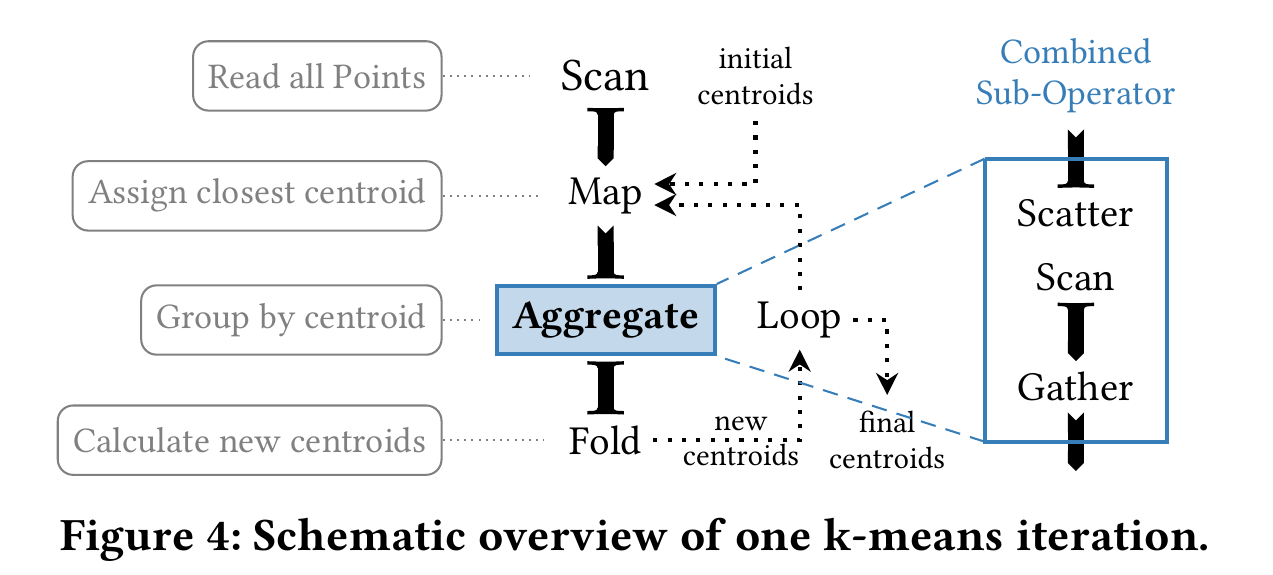 Read all Points
Scan
initial
centroids
Combined
Sub-Operator
Assign closest centroid
Map
Scatter
Scan
Group by centroid
Aggregate
Loop
Gather
Calculate new centroids
Fold
new
centroids
final
centroids
Figure 4: Schematic overview of one k-means iteration.